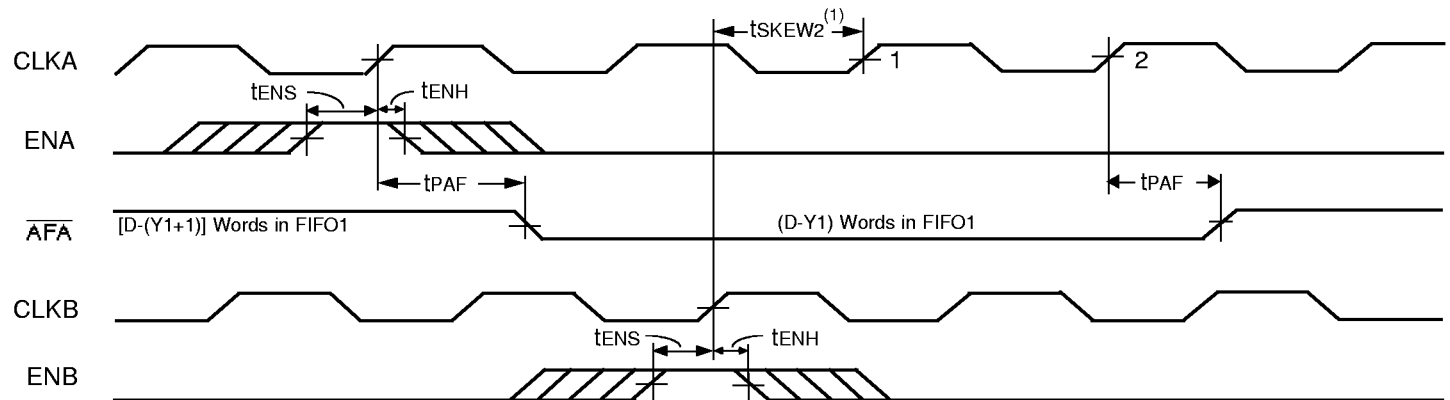 tSKEW2(1)
CLKA
1
2
tENS
tENH
ENA
tPAF
tPAF
AFA
[D-(Y1+1)] Words in FIFO1
(D-Y1) Words in FIFO1
CLKB
tENS
tENH
ENB